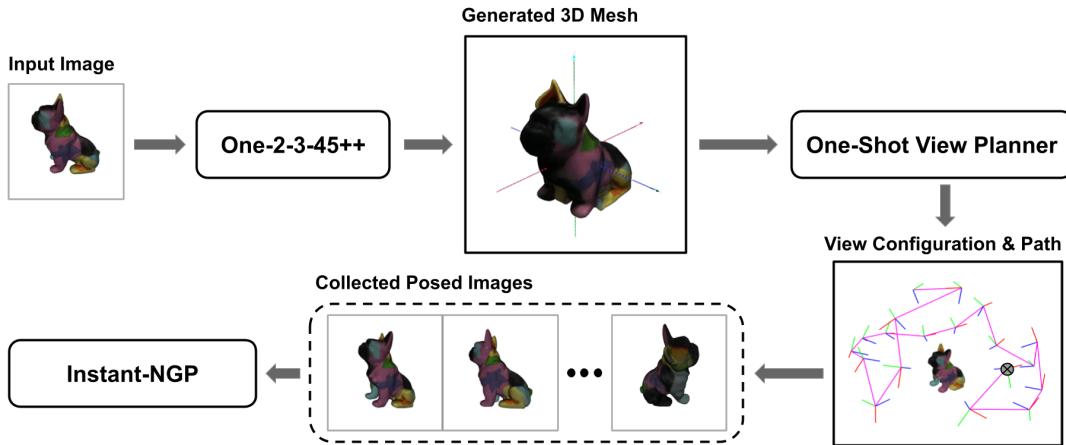 Input Image
One-2-3-45++
Generated 3D Mesh
One-Shot View Planner
View Configuration & Path
Collected Posed Images
Instant-NGP